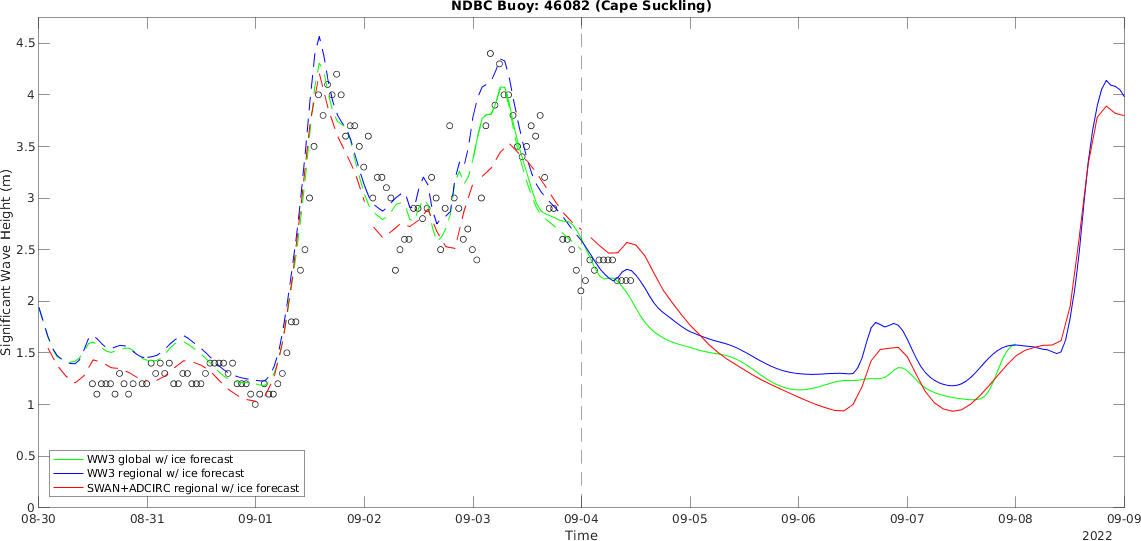 NDBC Buoy: 46082 (Cape Suckling)
4.5
4
3.5
3
2.5
2
1.5
1
0.5
0
Significant Wave Height (m)
WW3 global w/ ice forecast
WW3 regional w/ ice forecast
SWAN+ADCIRC regional w/ ice forecast
08-30 08-31 09-01 09-02 09-03 09-04 09-05 09-06 09-07 09-08 09-09
Time
2022